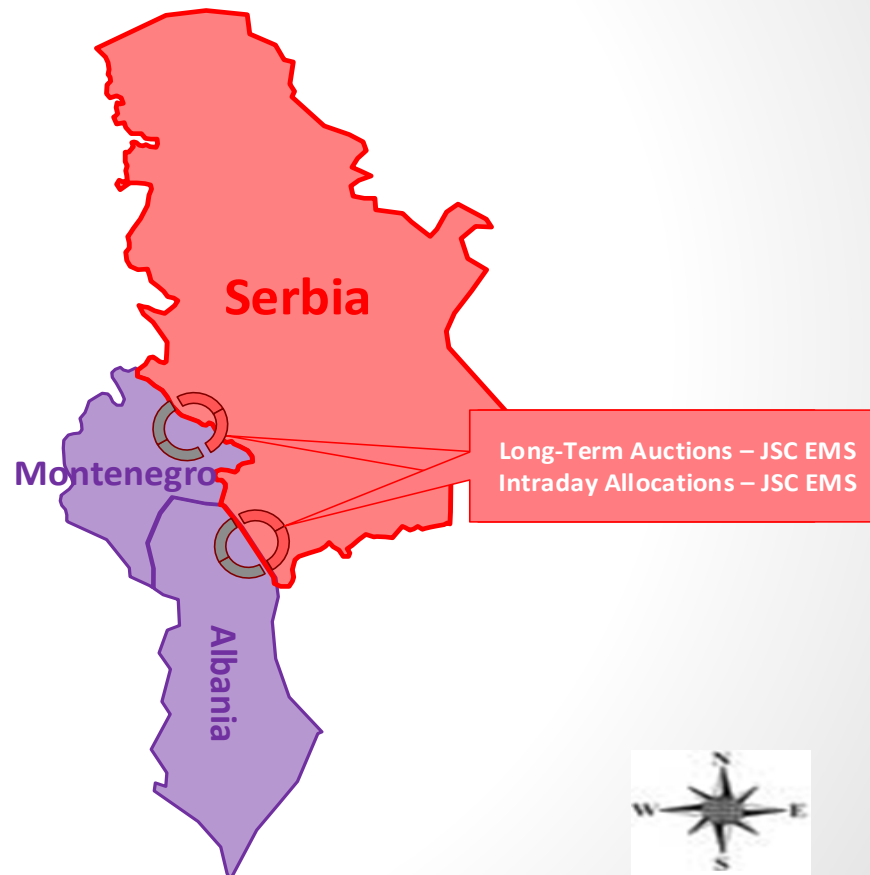 Serbia
Long-Term Auctions – JSC EMS
Intraday Allocations – JSC EMS
Montenegro
Albania
N
W
E
S